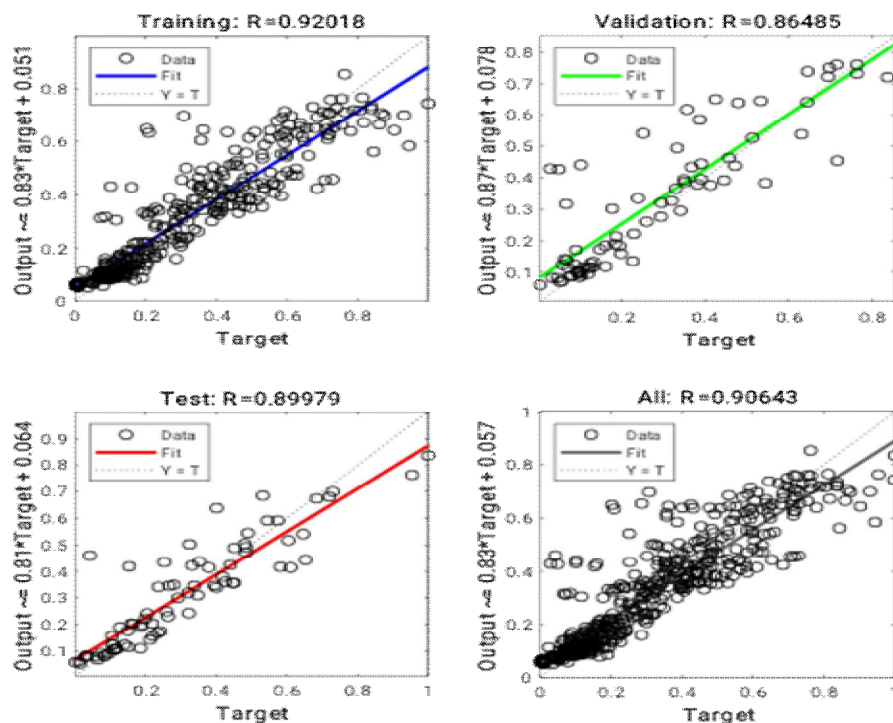 Training: R=0.92018
Output ~= 0.83*Target + 0.051
Data
Fit
Y = T
0.8
0.6
0.4
0.2
0
0
0.2
0.4
0.6
0.8
Target
Validation: R=0.86485
Output ~= 0.87*Target + 0.078
Data
Fit
Y = T
0.8
0.7
0.6
0.5
0.4
0.3
0.2
0.1
0.2
0.4
0.6
0.8
Target
Test: R=0.89979
Output ~= 0.81*Target + 0.064
Data
Fit
Y = T
0.9
0.8
0.7
0.6
0.5
0.4
0.3
0.2
0.1
0.2
0.4
0.6
0.8
1
Target
All: R=0.90643
Output ~= 0.83*Target + 0.057
Data
Fit
Y = T
1
0.8
0.6
0.4
0.2
0
0
0.2
0.4
0.6
0.8
Target